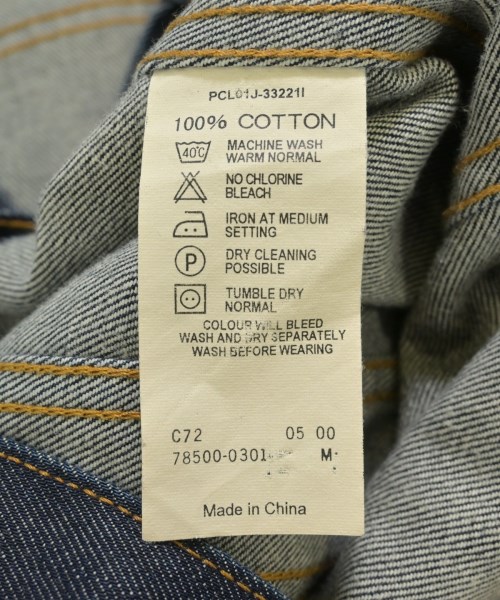 PCL01J-33221I
100% COTTON
40°C
MACHINE WASH
WARM NORMAL
NO CHLORINE
BLEACH
IRON AT MEDIUM
SETTING
P
DRY CLEANING
POSSIBLE
TUMBLE DRY
NORMAL
COLOUR WILL BLEED
WASH AND DRY SEPARATELY
WASH BEFORE WEARING
C72 05 00
78500-0301 M
Made in China